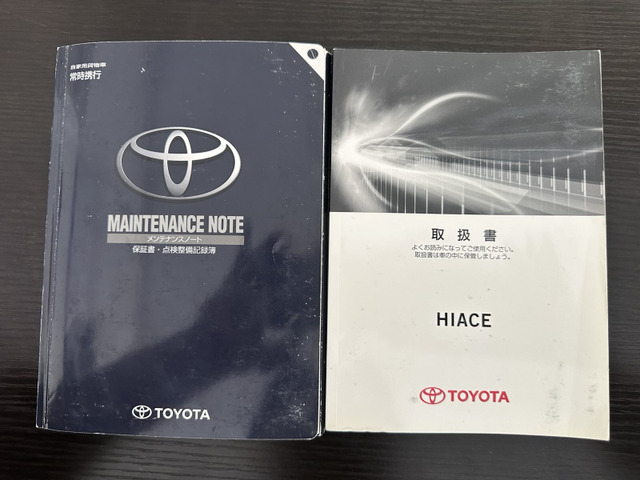 自家用貨物車
常時携行
MAINTENANCE NOTE
メンテナンスノート
保証書・点検整備記録簿
TOYOTA
取扱書
よくお読みになってご使用ください。
取扱書は車の中に保管しましょう。
HIACE
TOYOTA